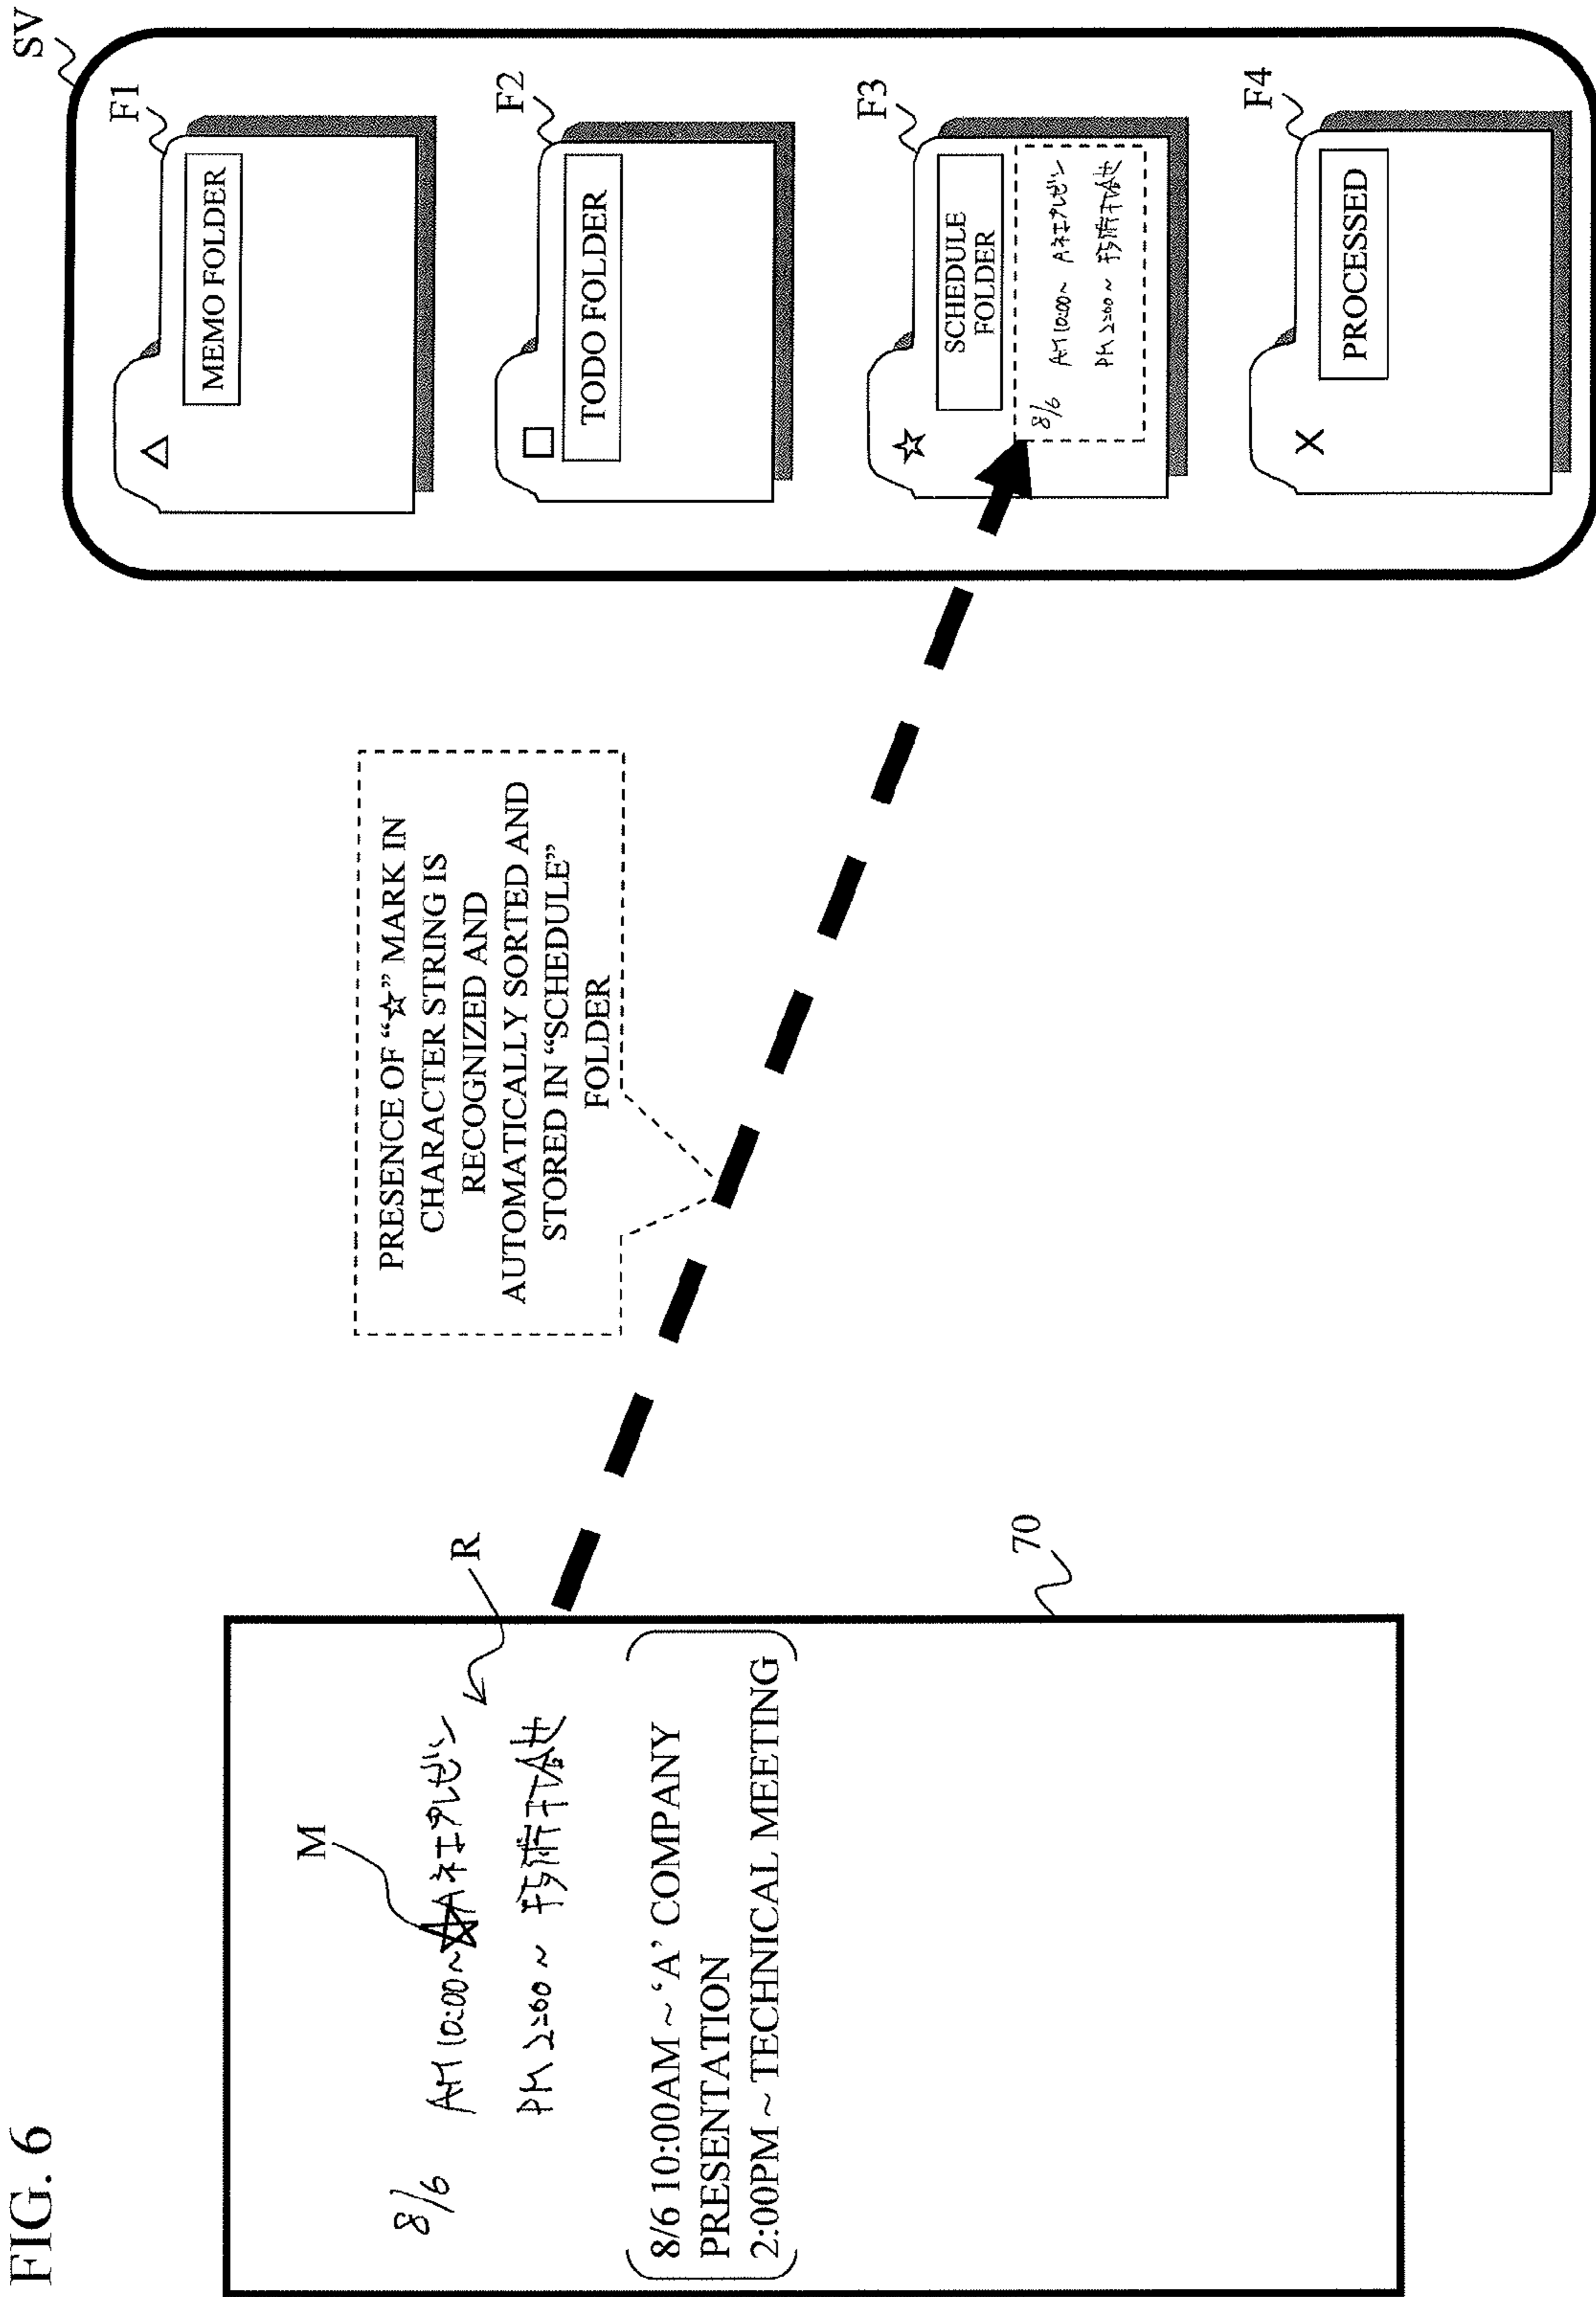 FIG. 6
8/6 AM 10:00~☆A社プレゼン
PM 2:00~ 技術打合せ
8/6 10:00AM ~ ‘A’ COMPANY
PRESENTATION
2:00PM ~ TECHNICAL MEETING
M
R
70
PRESENCE OF “☆” MARK IN
CHARACTER STRING IS
RECOGNIZED AND
AUTOMATICALLY SORTED AND
STORED IN “SCHEDULE”
FOLDER
SV
F1
△
MEMO FOLDER
F2
□
TODO FOLDER
F3
☆
SCHEDULE
FOLDER
8/6 AM 10:00~ A社プレゼン
PM 2:00~ 技術打合せ
F4
X
PROCESSED